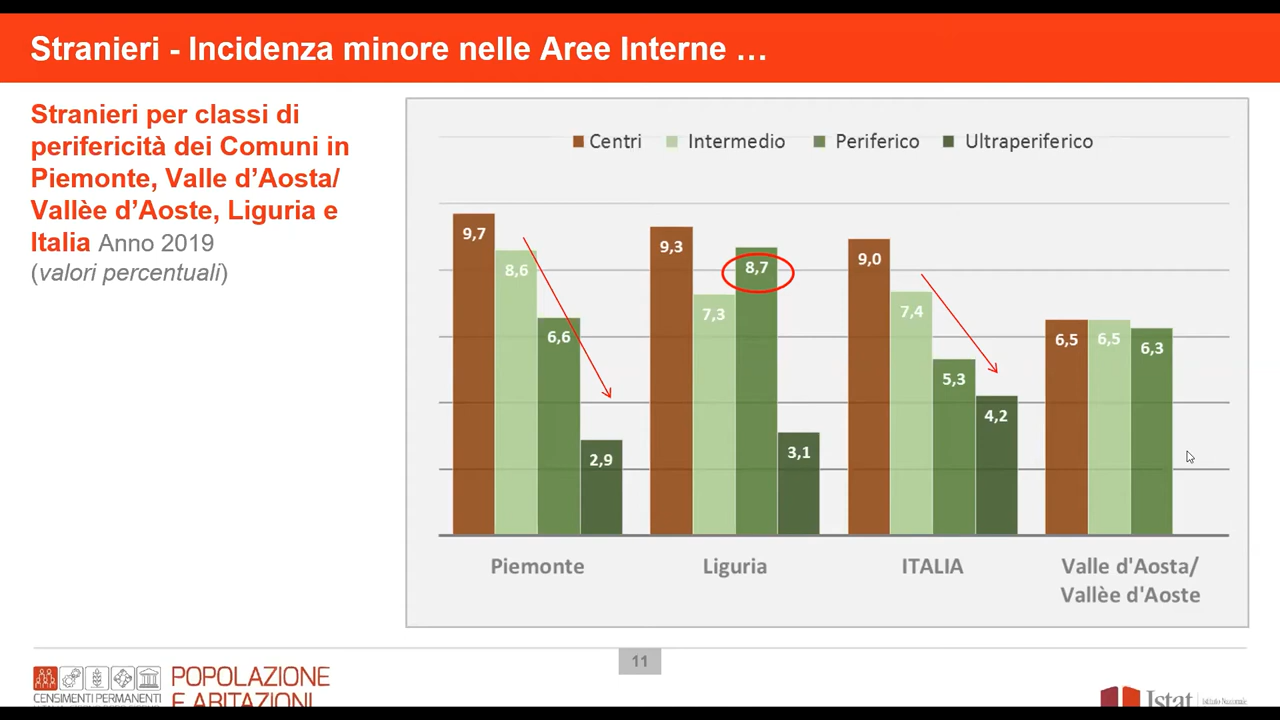 Stranieri - Incidenza minore nelle Aree Interne …
Stranieri per classi di
perifericità dei Comuni in
Piemonte, Valle d’Aosta/
Vallèe d’Aoste, Liguria e
Italia Anno 2019
(valori percentuali)
Centri Intermedio Periferico Ultraperiferico
9,7 8,6 6,6 2,9
9,3 7,3 8,7 3,1
9,0 7,4 5,3 4,2
6,5 6,5 6,3
Piemonte Liguria ITALIA Valle d'Aosta/
Vallèe d'Aoste
11
CENSIMENTI PERMANENTI
POPOLAZIONE
E ABITAZIONI
Istat